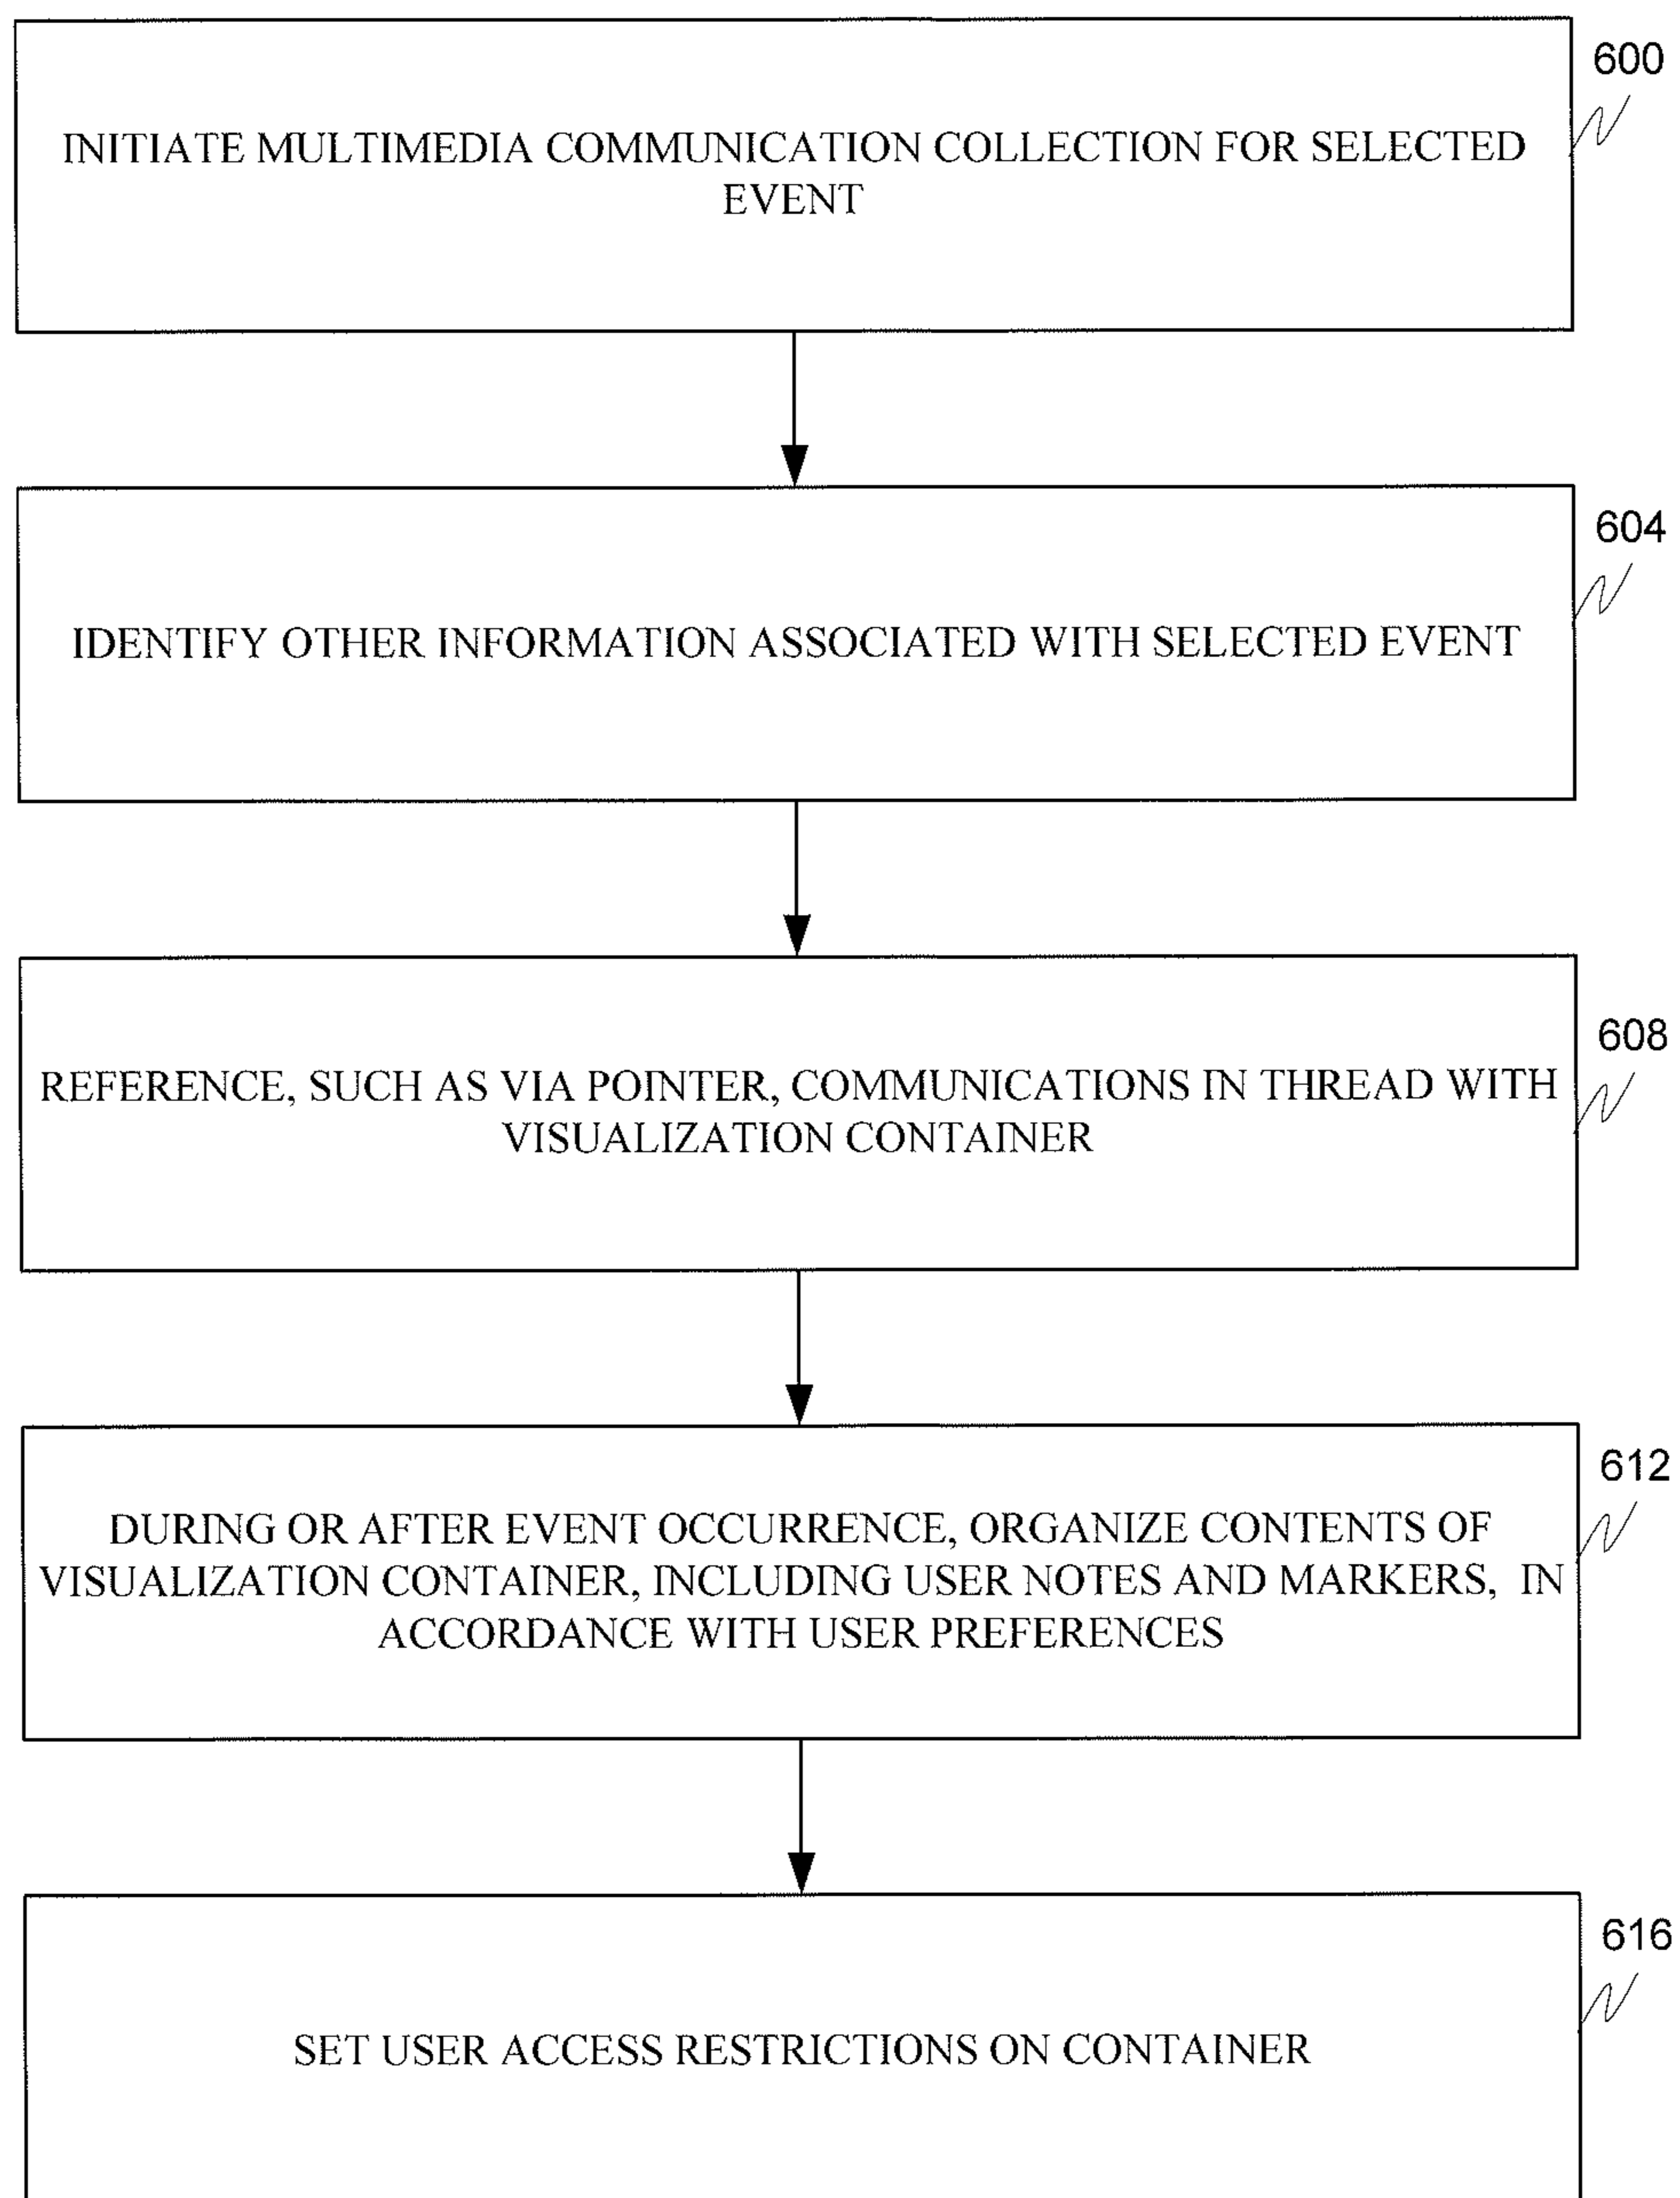 600
INITIATE MULTIMEDIA COMMUNICATION COLLECTION FOR SELECTED
EVENT
604
IDENTIFY OTHER INFORMATION ASSOCIATED WITH SELECTED EVENT
608
REFERENCE, SUCH AS VIA POINTER, COMMUNICATIONS IN THREAD WITH
VISUALIZATION CONTAINER
612
DURING OR AFTER EVENT OCCURRENCE, ORGANIZE CONTENTS OF
VISUALIZATION CONTAINER, INCLUDING USER NOTES AND MARKERS, IN
ACCORDANCE WITH USER PREFERENCES
616
SET USER ACCESS RESTRICTIONS ON CONTAINER